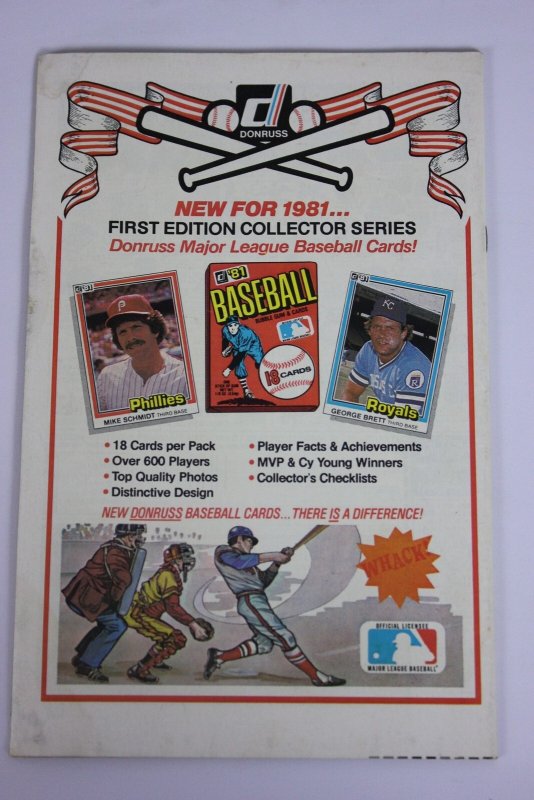 DONRUSS
NEW FOR 1981...
FIRST EDITION COLLECTOR SERIES
Donruss Major League Baseball Cards!
'81
Phillies
MIKE SCHMIDT THIRD BASE
'81
BASEBALL
BUBBLE GUM & CARDS
18 CARDS
'81
KC
Royals
GEORGE BRETT THIRD BASE
• 18 Cards per Pack
• Over 600 Players
• Top Quality Photos
• Distinctive Design
• Player Facts & Achievements
• MVP & Cy Young Winners
• Collector's Checklists
NEW DONRUSS BASEBALL CARDS...THERE IS A DIFFERENCE!
WHACK!
OFFICIAL LICENSEE
MAJOR LEAGUE BASEBALL